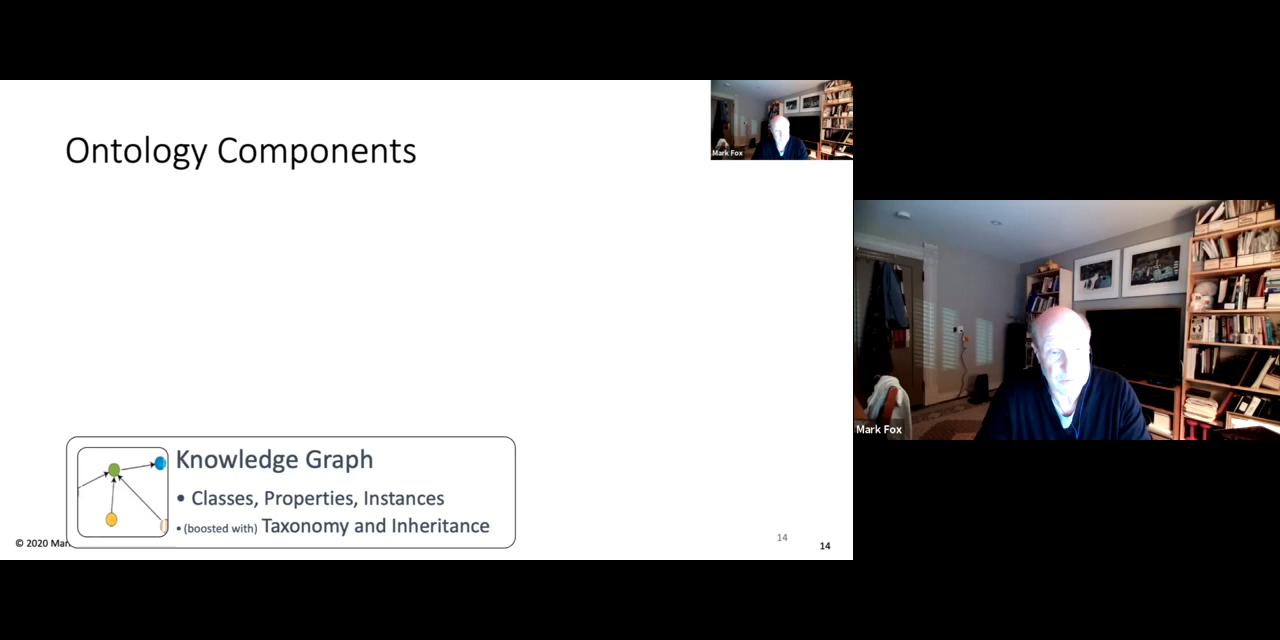 Ontology Components
Mark Fox
Mark Fox
Knowledge Graph
• Classes, Properties, Instances
• (boosted with) Taxonomy and Inheritance
© 2020 Mar
14
14